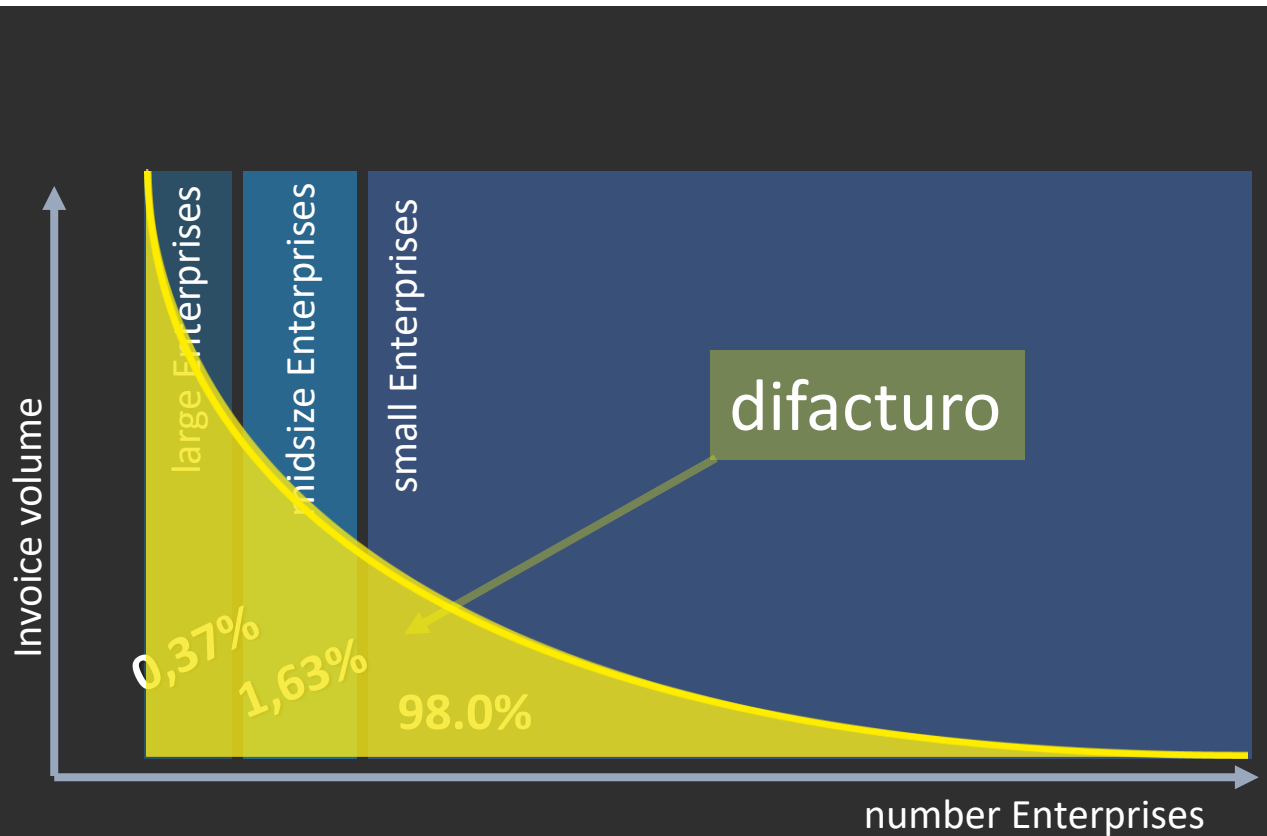 large Enterprises
midsize Enterprises
small Enterprises
difacturo
Invoice volume
0,37%
1,63%
98.0%
number Enterprises